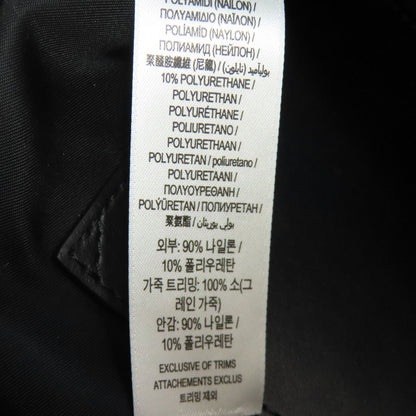 POLYAMIDI (NAILON) /
ΠΟΛΥΑΜΙΔΙΟ (ΝΑΪΛΟΝ) /
POLIAMID (NAYLON) /
ПОЛИАМИД (НЕЙЛОН) /
聚醯胺纖維 (尼龍) / بوليأميد (نايلون) /
10% POLYURETHANE /
POLYURETHAN /
POLYURÉTHANE /
POLIURETANO /
POLYURETHAAN /
POLYURETAN / poliuretano /
POLYURETAANI /
ΠΟΛΥΟΥΡΕΘΑΝΗ /
POLYÜRETAN / ПОЛИУРЕТАН /
聚氨酯 / بولي يوريثان /
외부: 90% 나일론 /
10% 폴리우레탄
가죽 트리밍: 100% 소(그
레인 가죽)
안감: 90% 나일론 /
10% 폴리우레탄
EXCLUSIVE OF TRIMS
ATTACHEMENTS EXCLUS
트리밍 제외